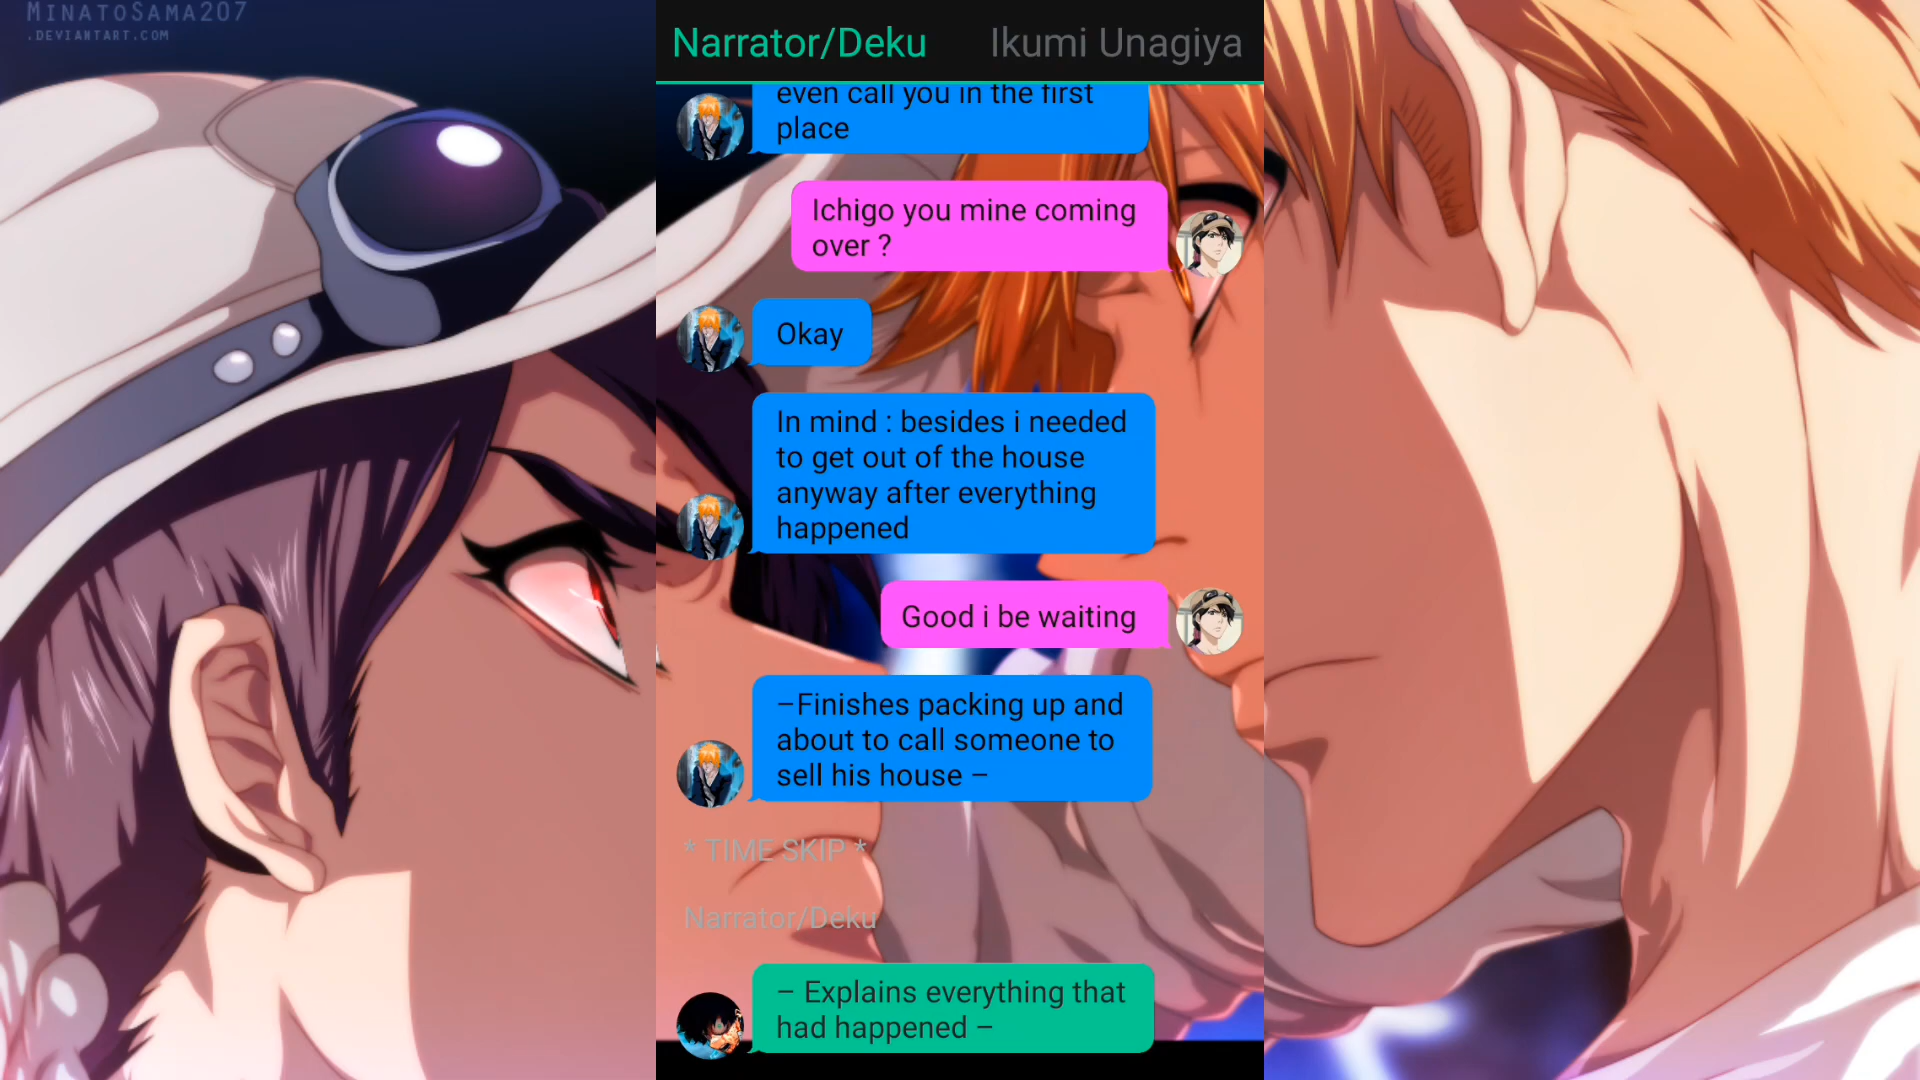 MINATOSAMA207
.DEVIANTART.COM
Narrator/Deku
Ikumi Unagiya
even call you in the first
place
Ichigo you mine coming
over ?
Okay
In mind : besides i needed
to get out of the house
anyway after everything
happened
Good i be waiting
–Finishes packing up and
about to call someone to
sell his house –
* TIME SKIP *
Narrator/Deku
– Explains everything that
had happened –